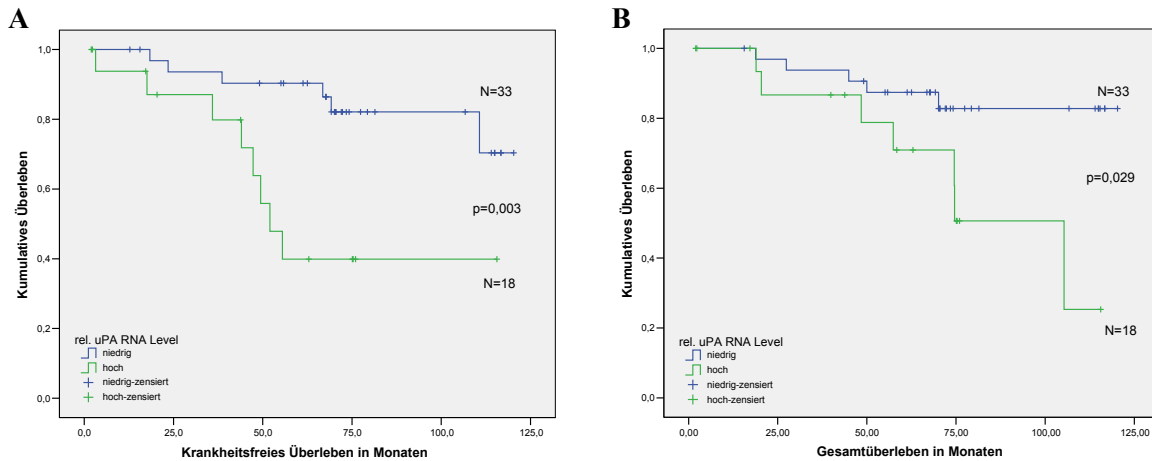 A
Kumulatives Überleben
1,0
0,8
0,6
0,4
0,2
0,0
N=33
p=0,003
N=18
rel. uPA RNA Level
niedrig
hoch
niedrig-zensiert
hoch-zensiert
0,0 25,0 50,0 75,0 100,0 125,0
Krankheitsfreies Überleben in Monaten
B
Kumulatives Überleben
1,0
0,8
0,6
0,4
0,2
0,0
N=33
p=0,029
N=18
rel. uPA RNA Level
niedrig
hoch
niedrig-zensiert
hoch-zensiert
0,00 25,00 50,00 75,00 100,00 125,00
Gesamtüberleben in Monaten